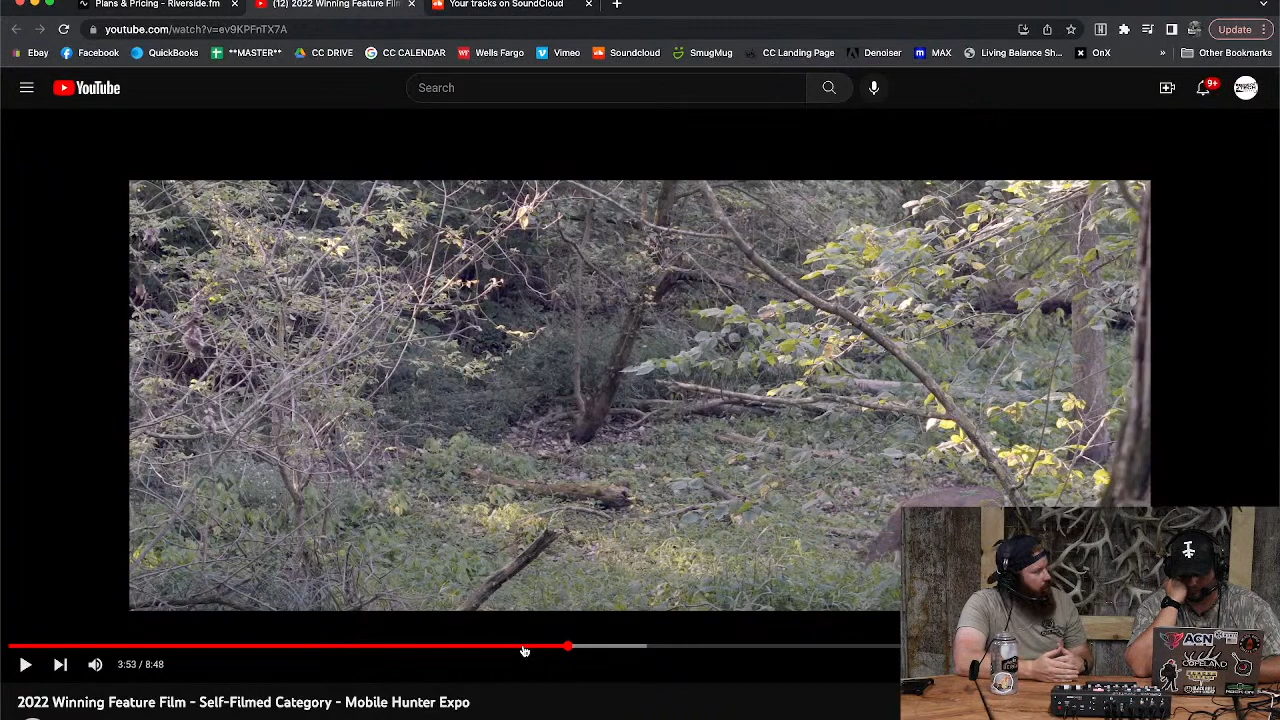 Plans & Pricing - Riverside.fm
(12) 2022 Winning Feature Fil
Your tracks on SoundCloud
youtube.com/watch?v=ev9KPFnTX7A
Update
Ebay
Facebook
QuickBooks
**MASTER**
CC DRIVE
CC CALENDAR
Wells Fargo
Vimeo
Soundcloud
SmugMug
CC Landing Page
Denoiser
MAX
Living Balance Sh...
OnX
»
Other Bookmarks
YouTube
Search
9+
3:53 / 8:48
ACN
COPELAND
2022 Winning Feature Film - Self-Filmed Category - Mobile Hunter Expo